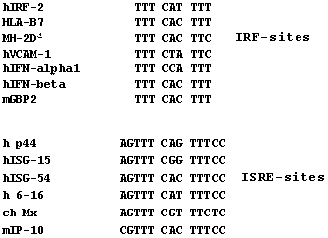 hIRF-2 TTT CAT TTT
HLA-B7 TTT CAC TTT
MH-2Dd TTT CAC TTC IRF-sites
hVCAM-1 TTT CTA TTC
hIFN-alpha1 TTT CCA TTT
hIFN-beta TTT CAC TTT
mGBP2 TTT CAC TTT
h p44 AGTTT CAG TTTCC
hISG-15 AGTTT CGG TTTCC
hISG-54 AGTTT CAC TTTCC ISRE-sites
h 6-16 AGTTT CAT TTTCC
ch Mx AGTTT CGT TTCTC
mIP-10 CGTTT CAC TTTCC